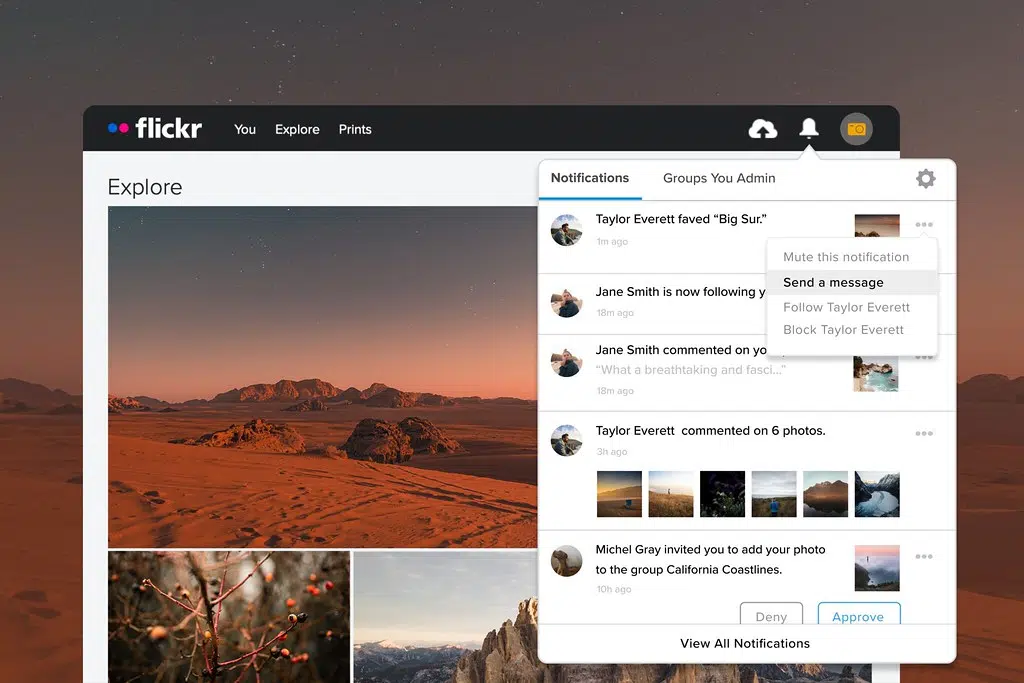 flickr
You
Explore
Prints
Explore
Notifications
Groups You Admin
Taylor Everett faved “Big Sur.”
1m ago
Mute this notification
Send a message
Follow Taylor Everett
Block Taylor Everett
Jane Smith is now following y
18m ago
Jane Smith commented on yo
“What a breathtaking and fasci...”
18m ago
Taylor Everett  commented on 6 photos.
3h ago
Michel Gray invited you to add your photo
to the group California Coastlines.
10h ago
Deny
Approve
View All Notifications